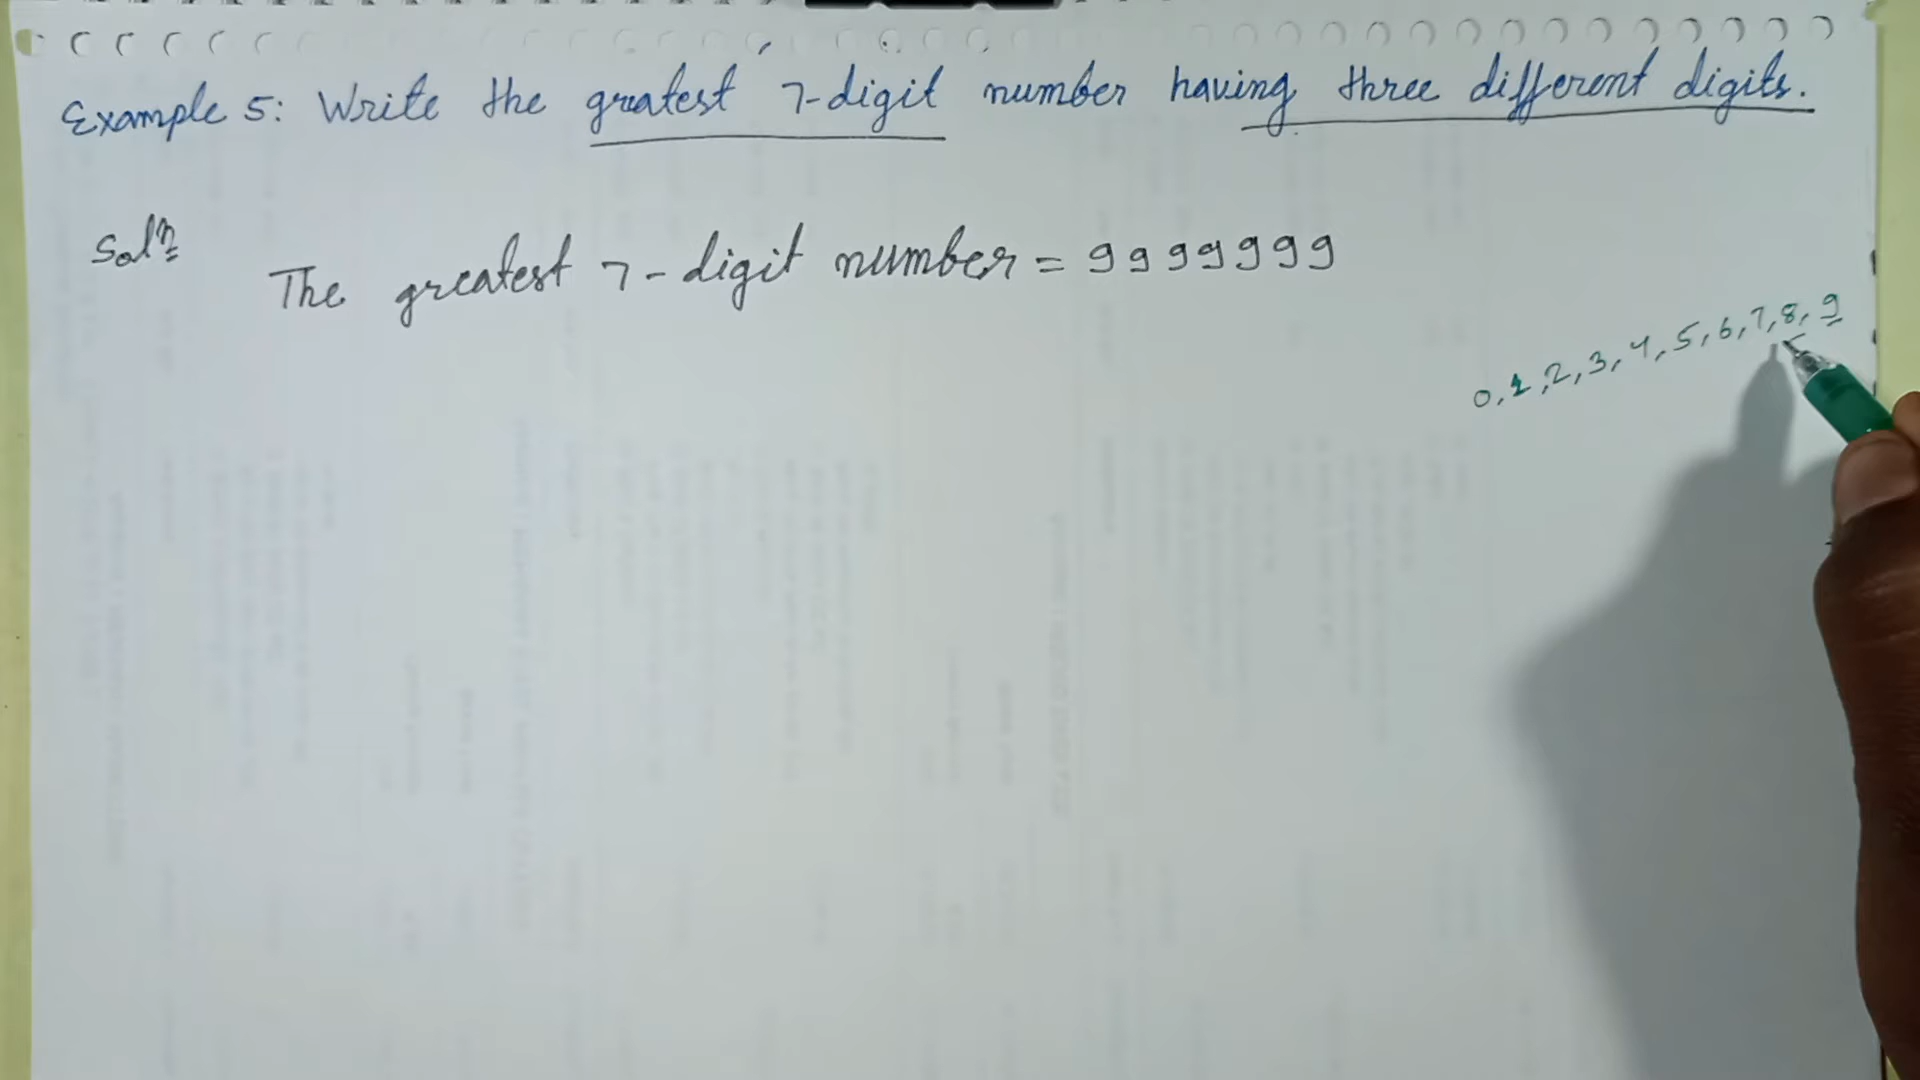 Example 5: Write the greatest 7-digit number having three different digits.
Solⁿ
The greatest 7-digit number = 9999999
0,1,2,3,4,5,6,7,8,9